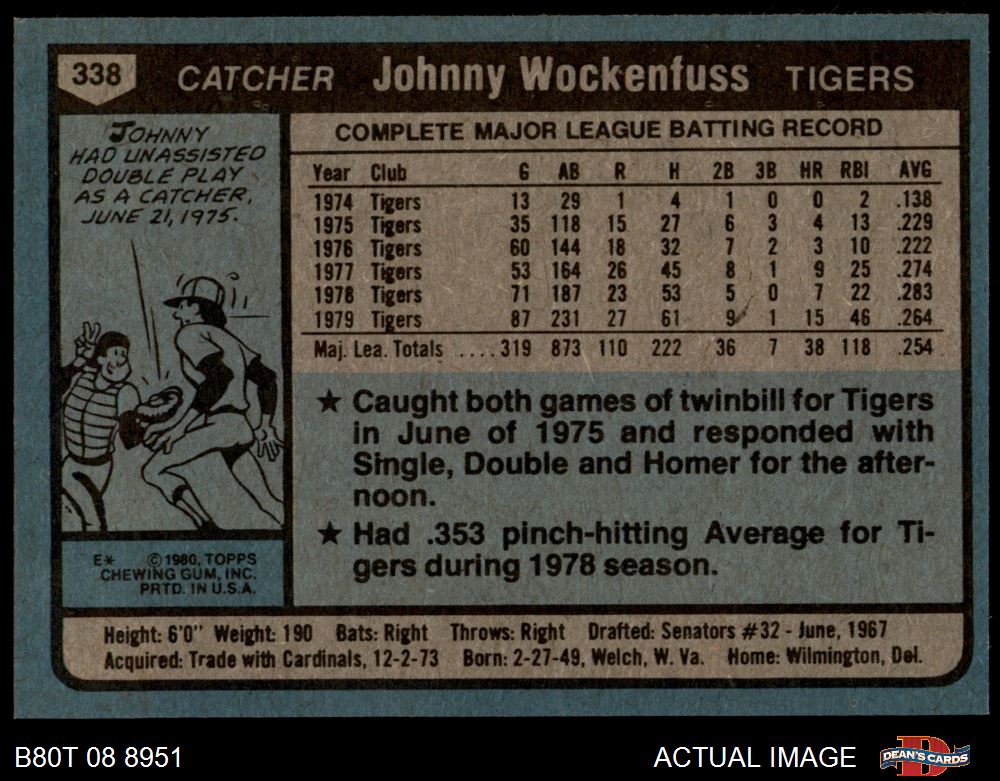 338 CATCHER Johnny Wockenfuss TIGERS
JOHNNY
HAD UNASSISTED
DOUBLE PLAY
AS A CATCHER,
JUNE 21, 1975.
E* © 1980, TOPPS
CHEWING GUM, INC.
PRTD. IN U.S.A.
COMPLETE MAJOR LEAGUE BATTING RECORD
Year Club G AB R H 2B 3B HR RBI AVG
1974 Tigers 13 29 1 4 1 0 0 2 .138
1975 Tigers 35 118 15 27 6 3 4 13 .229
1976 Tigers 60 144 18 32 7 2 3 10 .222
1977 Tigers 53 164 26 45 8 1 9 25 .274
1978 Tigers 71 187 23 53 5 0 7 22 .283
1979 Tigers 87 231 27 61 9 1 15 46 .264
Maj. Lea. Totals ....319 873 110 222 36 7 38 118 .254
★ Caught both games of twinbill for Tigers
in June of 1975 and responded with
Single, Double and Homer for the after-
noon.
★ Had .353 pinch-hitting Average for Ti-
gers during 1978 season.
Height: 6'0" Weight: 190 Bats: Right Throws: Right Drafted: Senators #32 - June, 1967
Acquired: Trade with Cardinals, 12-2-73 Born: 2-27-49, Welch, W. Va. Home: Wilmington, Del.
B80T 08 8951 ACTUAL IMAGE DEAN'S CARDS